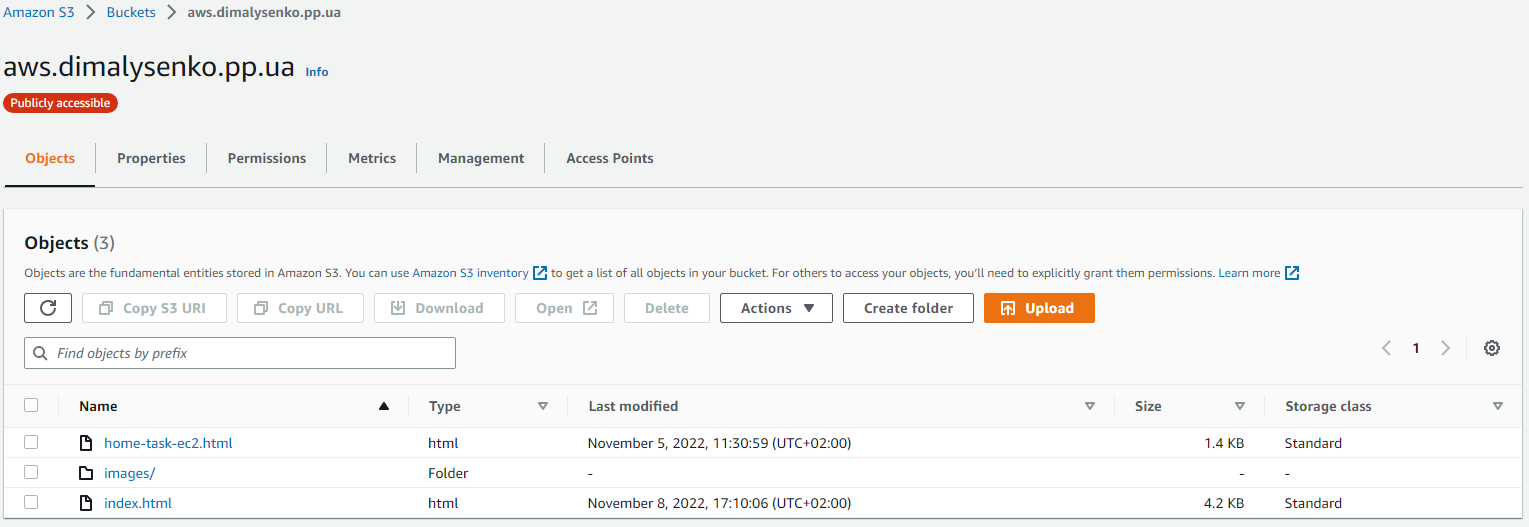 Amazon S3 > Buckets > aws.dimalysenko.pp.ua
aws.dimalysenko.pp.ua Info
Publicly accessible
Objects Properties Permissions Metrics Management Access Points
Objects (3)
Objects are the fundamental entities stored in Amazon S3. You can use Amazon S3 inventory to get a list of all objects in your bucket. For others to access your objects, you’ll need to explicitly grant them permissions. Learn more
Copy S3 URI Copy URL Download Open Delete Actions Create folder Upload
Find objects by prefix 1
Name Type Last modified Size Storage class
home-task-ec2.html html November 5, 2022, 11:30:59 (UTC+02:00) 1.4 KB Standard
images/ Folder - - -
index.html html November 8, 2022, 17:10:06 (UTC+02:00) 4.2 KB Standard